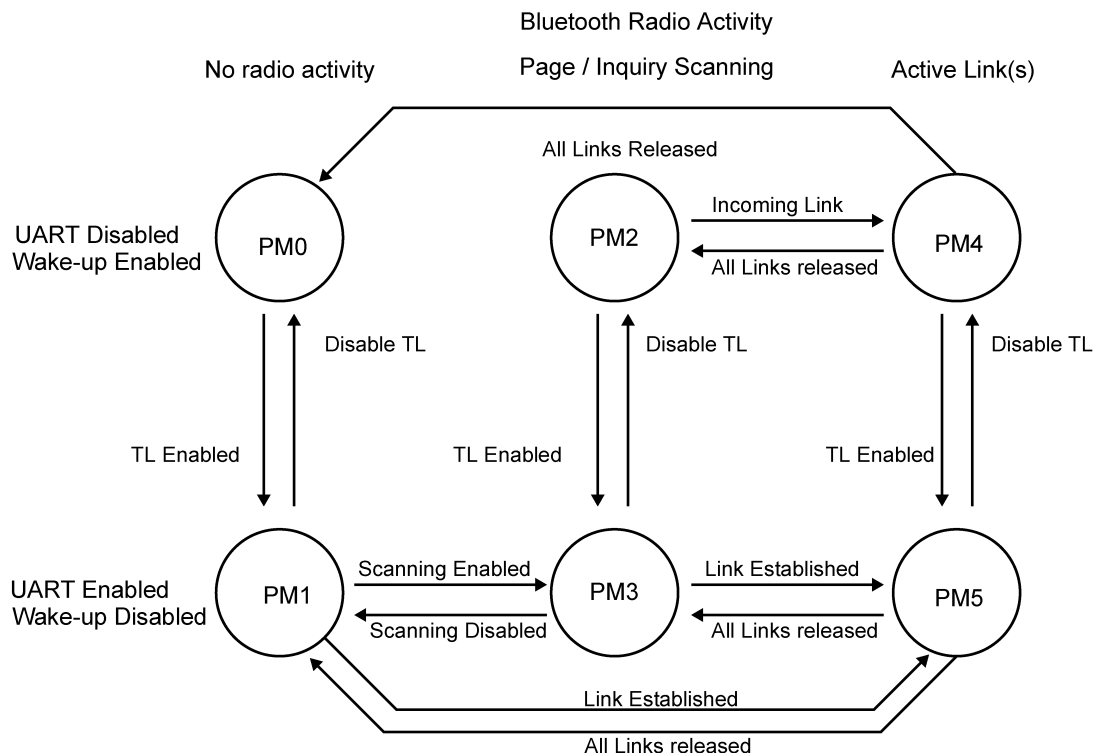 Bluetooth Radio Activity
No radio activity
Page / Inquiry Scanning
Active Link(s)
All Links Released
UART Disabled
Wake-up Enabled
PM0
PM2
Incoming Link
All Links released
PM4
Disable TL
Disable TL
Disable TL
TL Enabled
TL Enabled
TL Enabled
UART Enabled
Wake-up Disabled
PM1
Scanning Enabled
Scanning Disabled
PM3
Link Established
All Links released
PM5
Link Established
All Links released